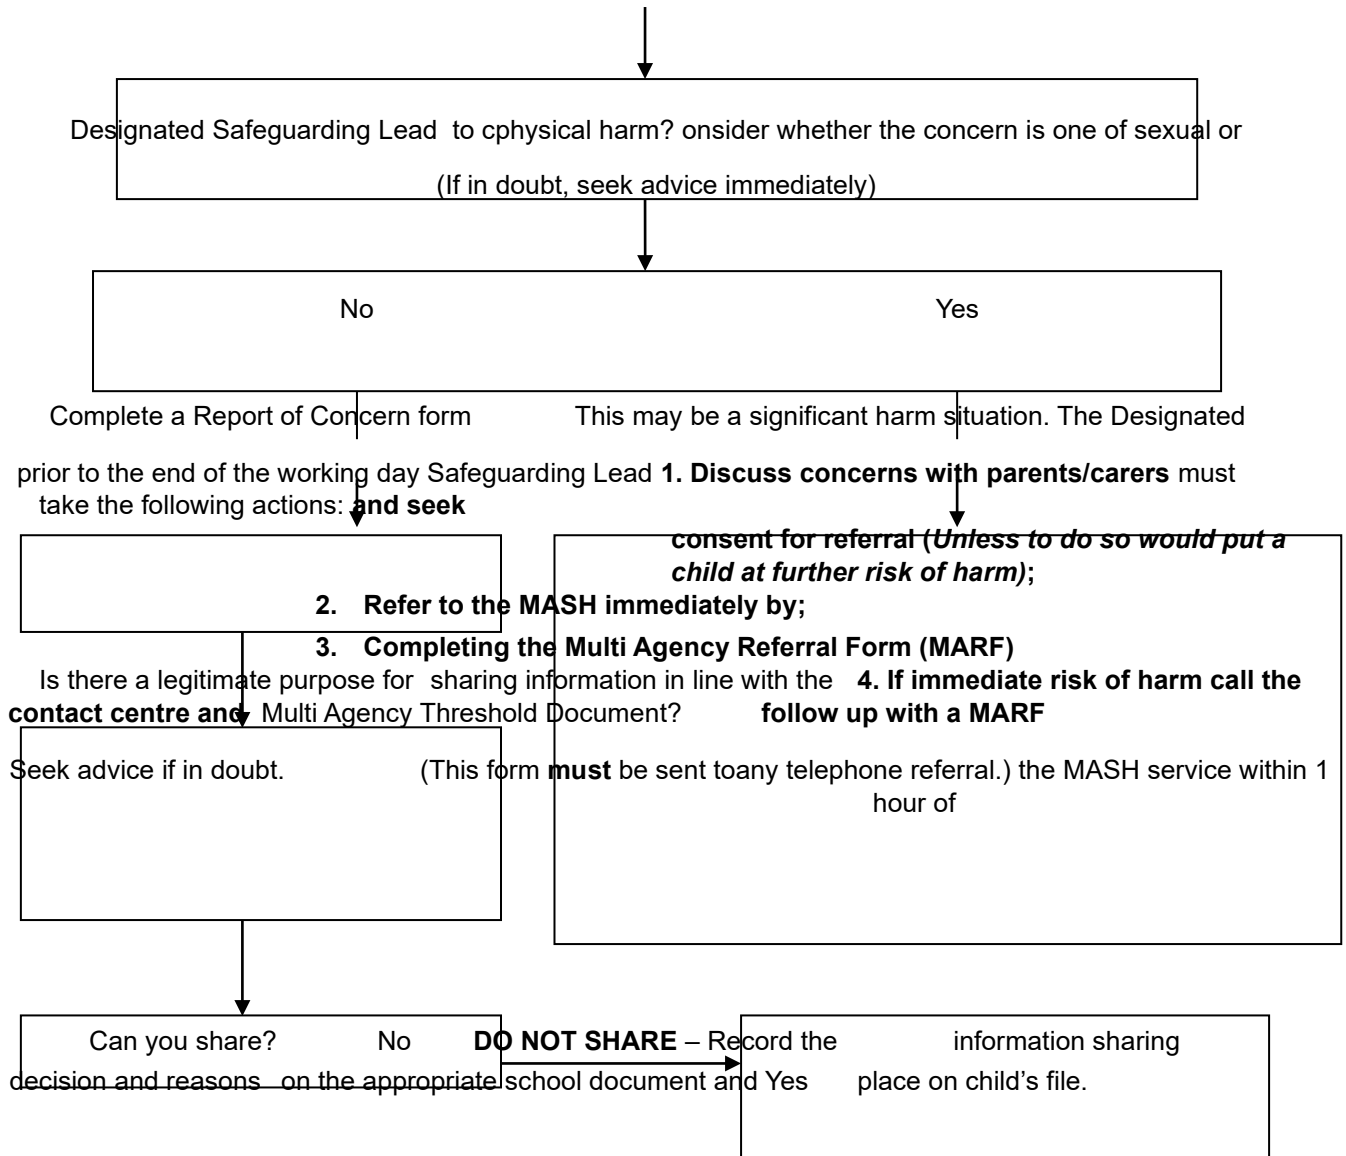 Designated Safeguarding Lead to cphysical harm? onsider whether the concern is one of sexual or
(If in doubt, seek advice immediately)
No Yes
Complete a Report of Concern form This may be a significant harm situation. The Designated
prior to the end of the working day Safeguarding Lead 1. Discuss concerns with parents/carers must
take the following actions: and seek
consent for referral (Unless to do so would put a
child at further risk of harm);
2. Refer to the MASH immediately by;
3. Completing the Multi Agency Referral Form (MARF)
Is there a legitimate purpose for sharing information in line with the 4. If immediate risk of harm call the
contact centre and Multi Agency Threshold Document? follow up with a MARF
Seek advice if in doubt. (This form must be sent toany telephone referral.) the MASH service within 1
hour of
Can you share? No DO NOT SHARE – Record the information sharing
decision and reasons on the appropriate school document and Yes place on child’s file.